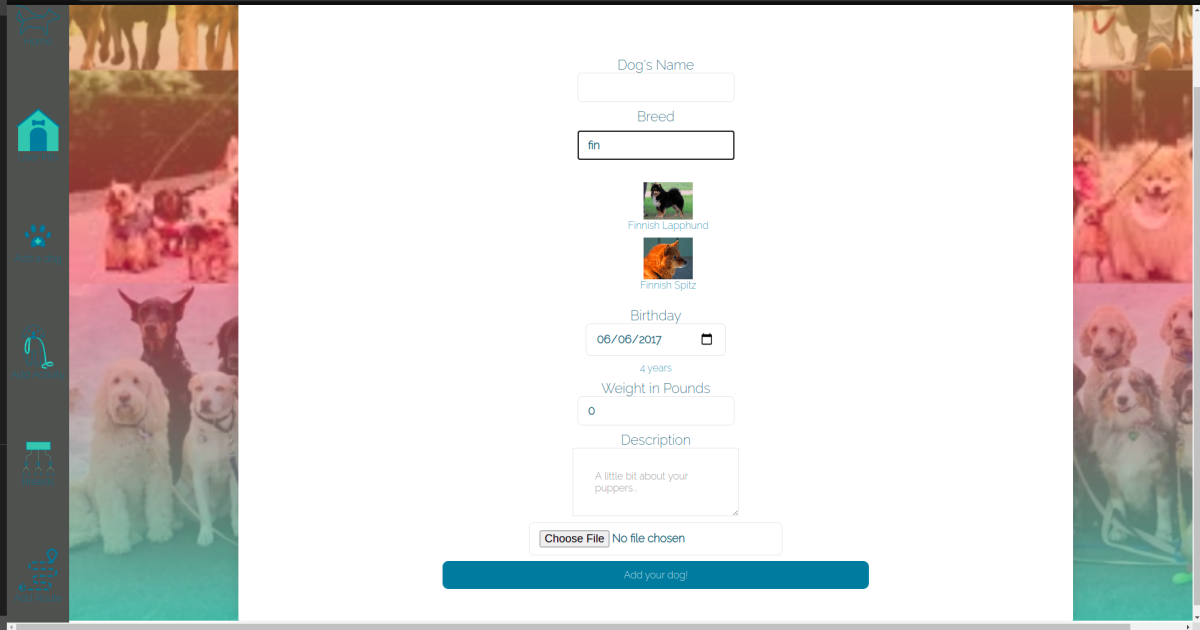 Dog's Name
Breed
fin
Finnish Lapphund
Finnish Spitz
Birthday
06/06/2017
4 years
Weight in Pounds
0
Description
A little bit about your
puppers...
Choose File No file chosen
Add your dog!